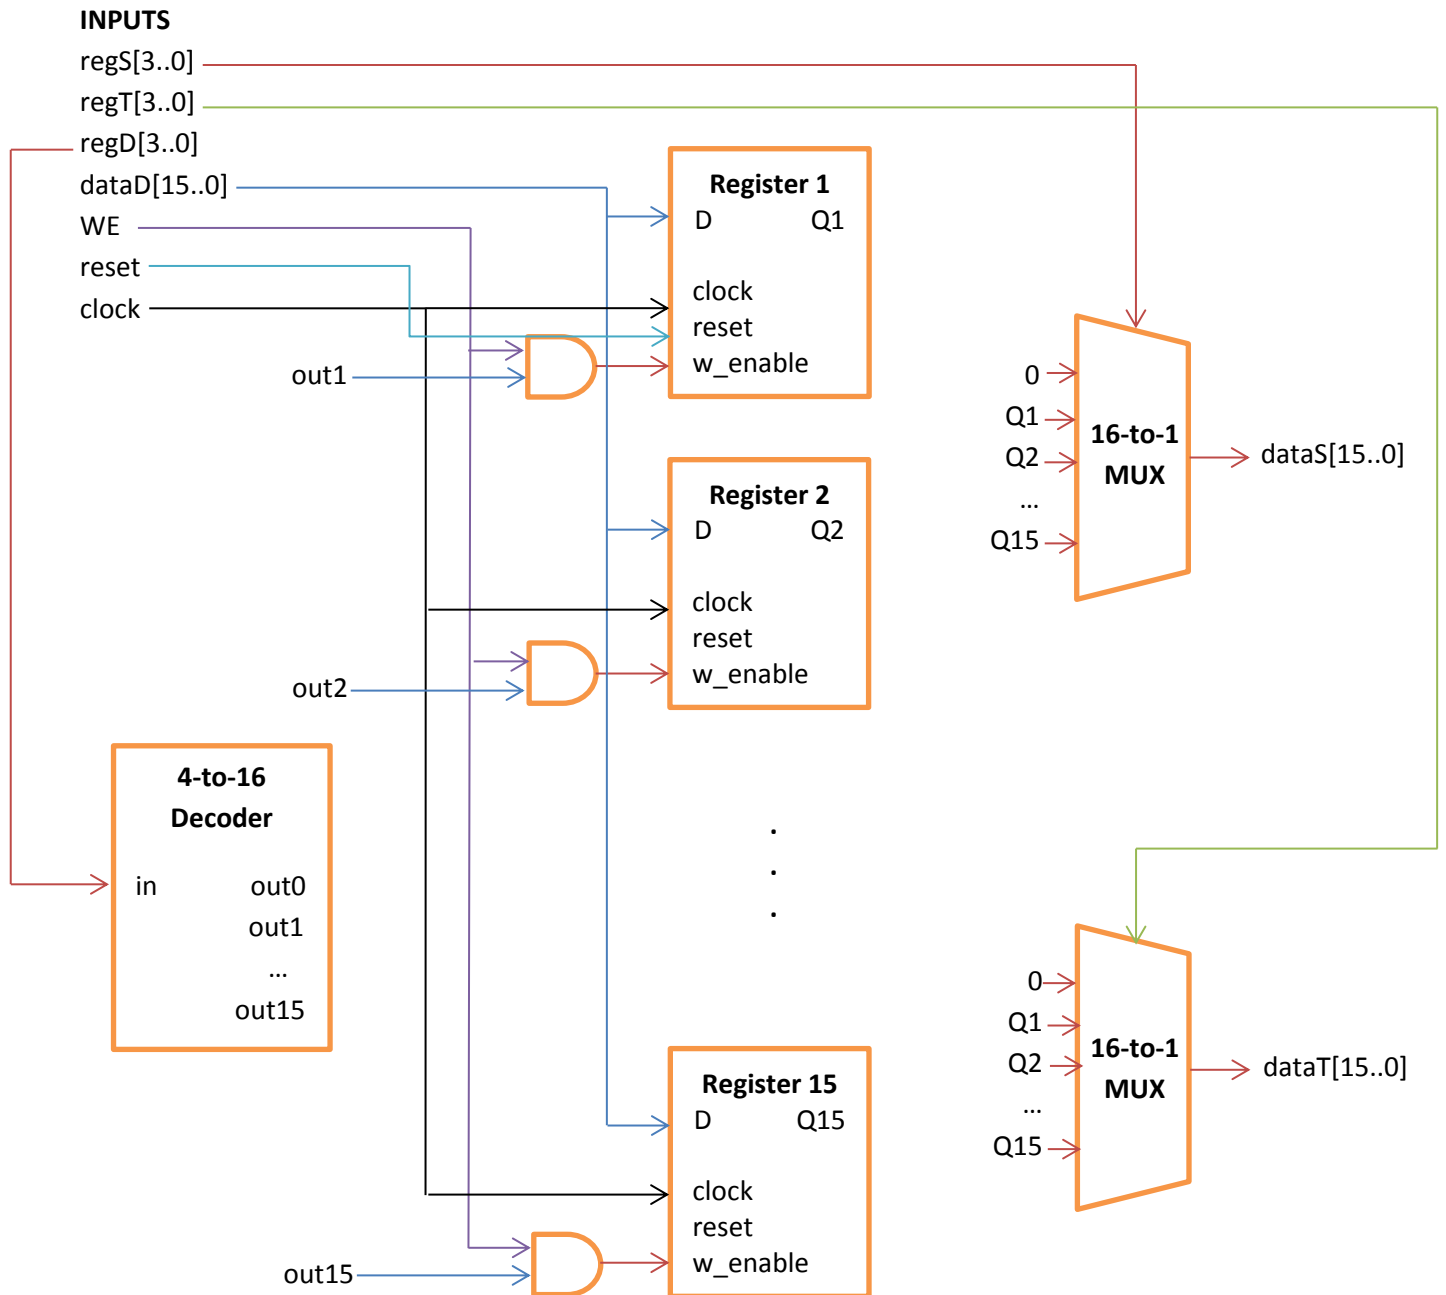 INPUTS
regS[3..0]
regT[3..0]
regD[3..0]
dataD[15..0]
WE
reset
clock
out1
Register 1
D Q1
clock
reset
w_enable
out2
Register 2
D Q2
clock
reset
w_enable
4-to-16
Decoder
in out0
out1
...
out15
.
.
.
out15
Register 15
D Q15
clock
reset
w_enable
0
Q1
Q2
...
Q15
16-to-1
MUX
dataS[15..0]
0
Q1
Q2
...
Q15
16-to-1
MUX
dataT[15..0]